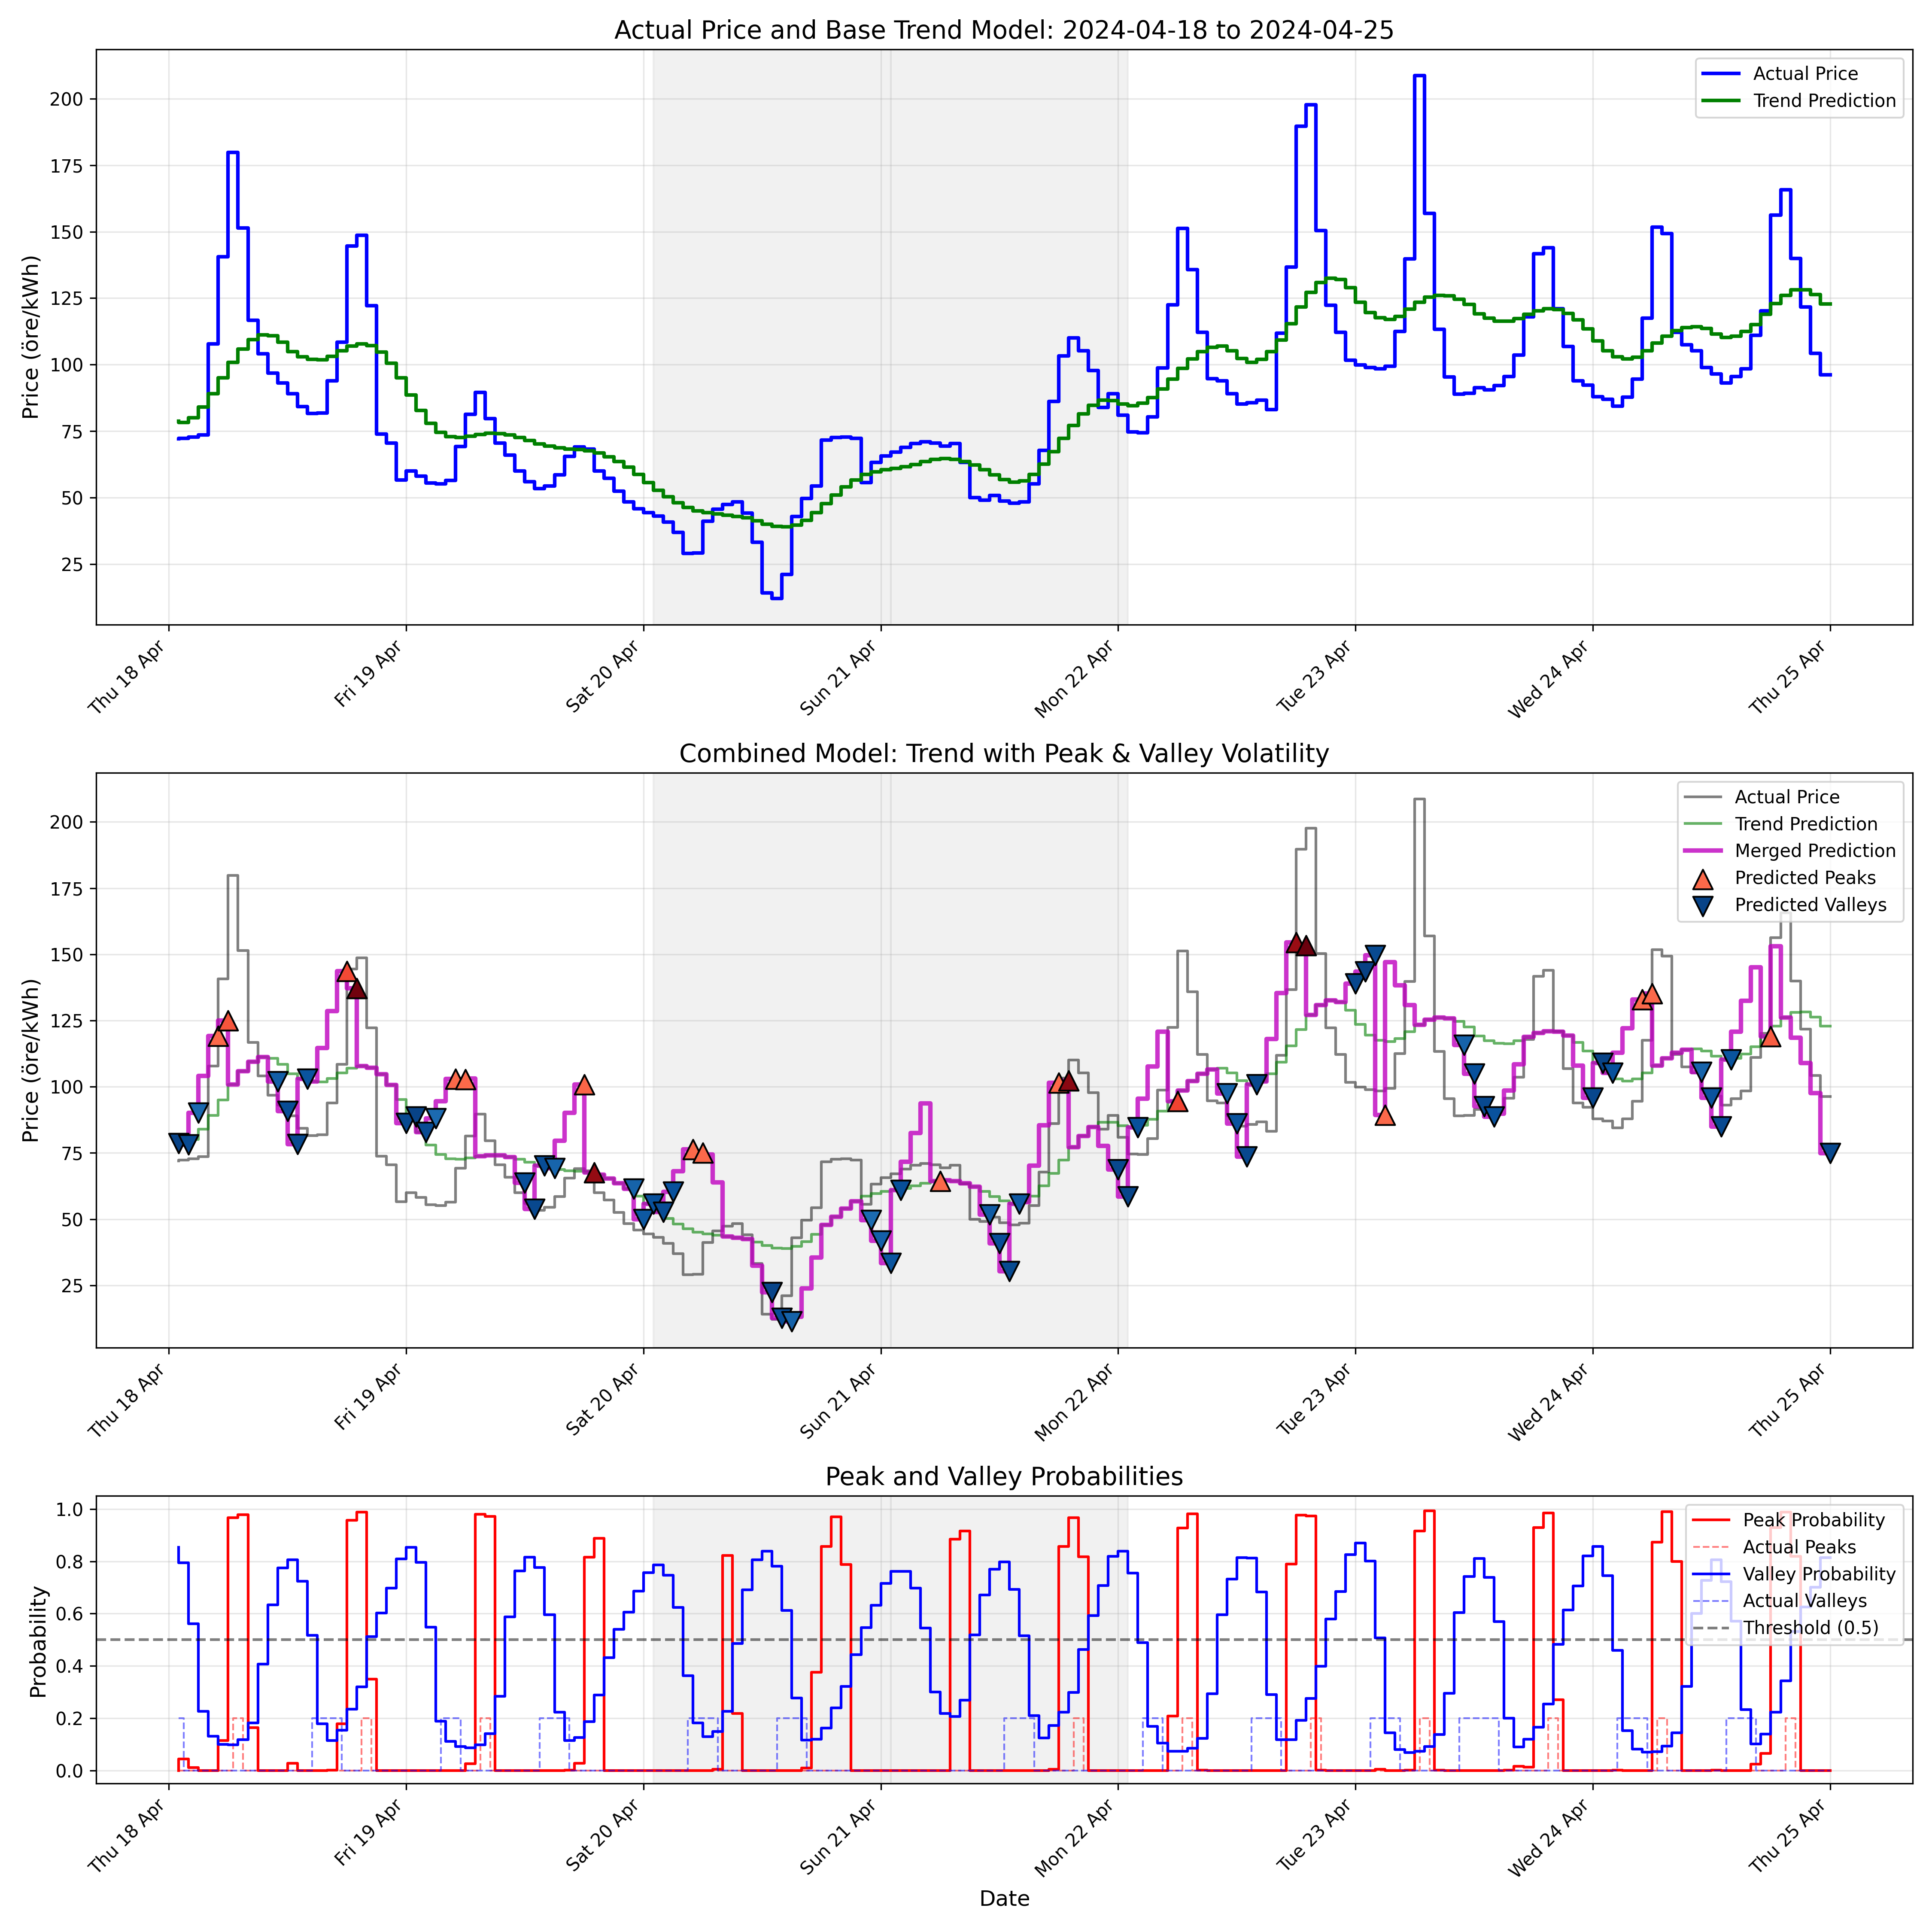 Actual Price and Base Trend Model: 2024-04-18 to 2024-04-25
Price (öre/kWh)
200
175
150
125
100
75
50
25
Actual Price
Trend Prediction
Thu 18 Apr
Fri 19 Apr
Sat 20 Apr
Sun 21 Apr
Mon 22 Apr
Tue 23 Apr
Wed 24 Apr
Thu 25 Apr
Combined Model: Trend with Peak & Valley Volatility
Price (öre/kWh)
200
175
150
125
100
75
50
25
Actual Price
Trend Prediction
Merged Prediction
Predicted Peaks
Predicted Valleys
Thu 18 Apr
Fri 19 Apr
Sat 20 Apr
Sun 21 Apr
Mon 22 Apr
Tue 23 Apr
Wed 24 Apr
Thu 25 Apr
Peak and Valley Probabilities
Probability
1.0
0.8
0.6
0.4
0.2
0.0
Peak Probability
Actual Peaks
Valley Probability
Actual Valleys
Threshold (0.5)
Thu 18 Apr
Fri 19 Apr
Sat 20 Apr
Sun 21 Apr
Mon 22 Apr
Tue 23 Apr
Wed 24 Apr
Thu 25 Apr
Date